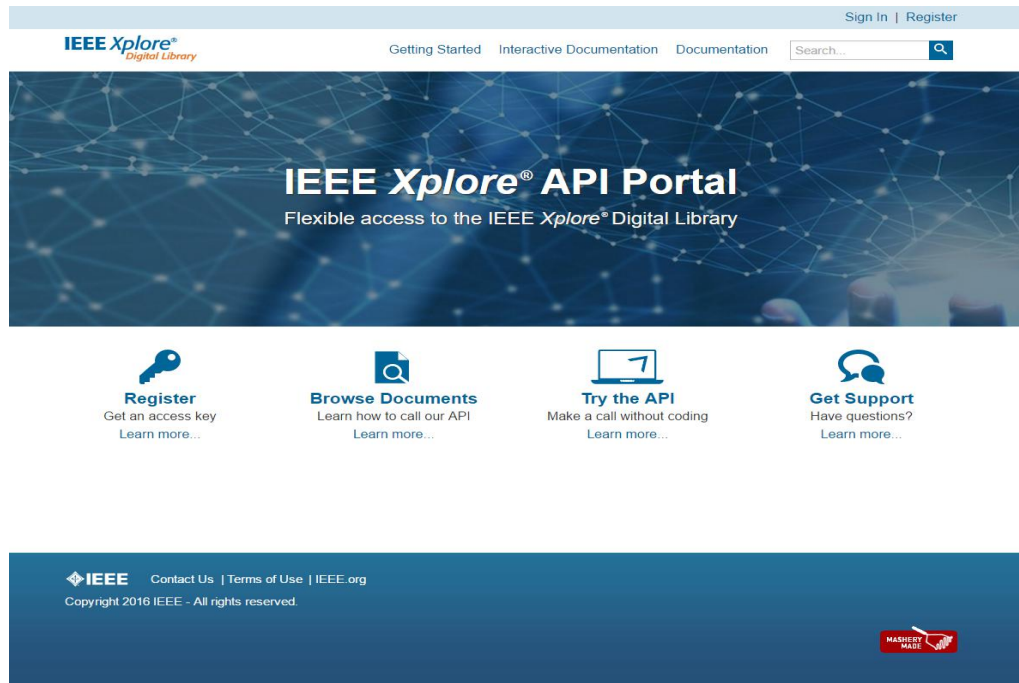 Sign In | Register
IEEE Xplore®
Digital Library
Getting Started Interactive Documentation Documentation Search...
IEEE Xplore® API Portal
Flexible access to the IEEE Xplore® Digital Library
Register
Get an access key
Learn more...
Browse Documents
Learn how to call our API
Learn more...
Try the API
Make a call without coding
Learn more...
Get Support
Have questions?
Learn more...
IEEE Contact Us | Terms of Use | IEEE.org
Copyright 2016 IEEE - All rights reserved.
MASHERY
MADE